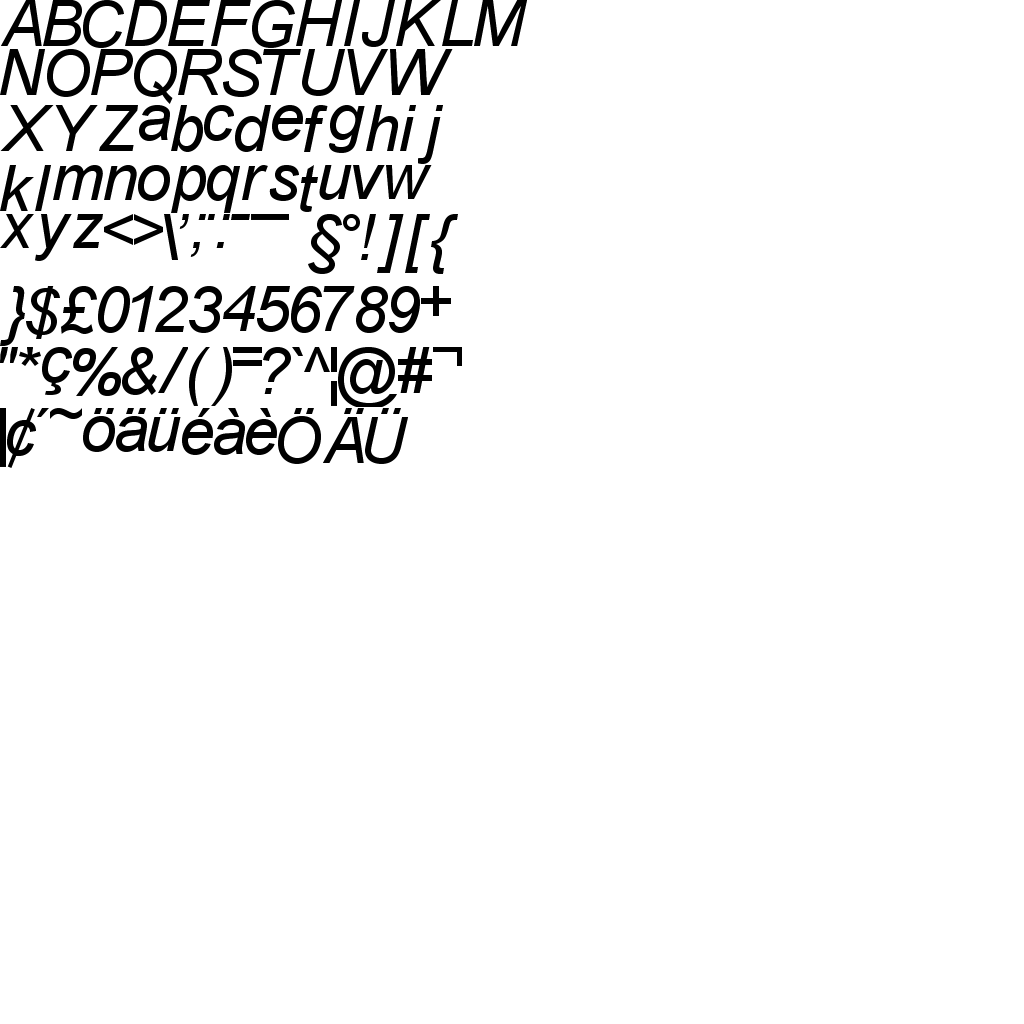 ABCDEFGHIJKLM
NOPQRSTUVW
XYZabcdefghij
klmnopqrstuvw
xyz<>\',;.:-_ §°!][{
}$£0123456789+
"*ç%&/()=?`^¦@#¬
|¢´~öäüéàèÖÄÜ